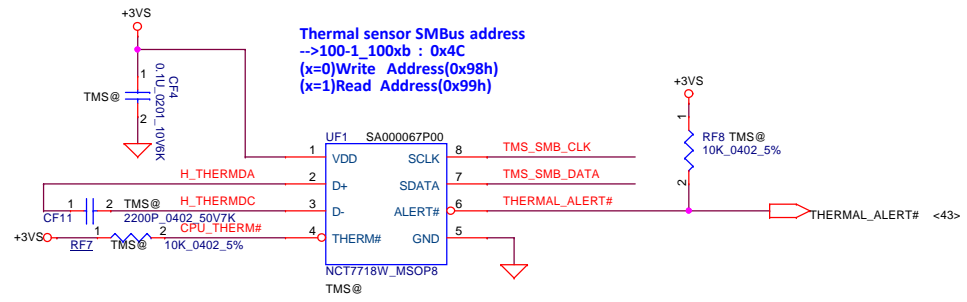 +3VS
Thermal sensor SMBus address
-->100-1_100xb : 0x4C
(x=0)Write Address(0x98h)
(x=1)Read Address(0x99h)
1
2
TMS@
CF4
0.1U_0201_10V6K
+3VS
1
RF8 TMS@
10K_0402_5%
2
UF1 SA000067P00
1 VDD SCLK 8 TMS_SMB_CLK
H_THERMDA 2 D+ SDATA 7 TMS_SMB_DATA
CF11 1 2 TMS@ H_THERMDC 3 D- ALERT# 6 THERMAL_ALERT# THERMAL_ALERT# <43>
2200P_0402_50V7K
+3VS 1 2 CPU_THERM# 4 THERM# GND 5
RF7 TMS@ 10K_0402_5%
NCT7718W_MSOP8
TMS@